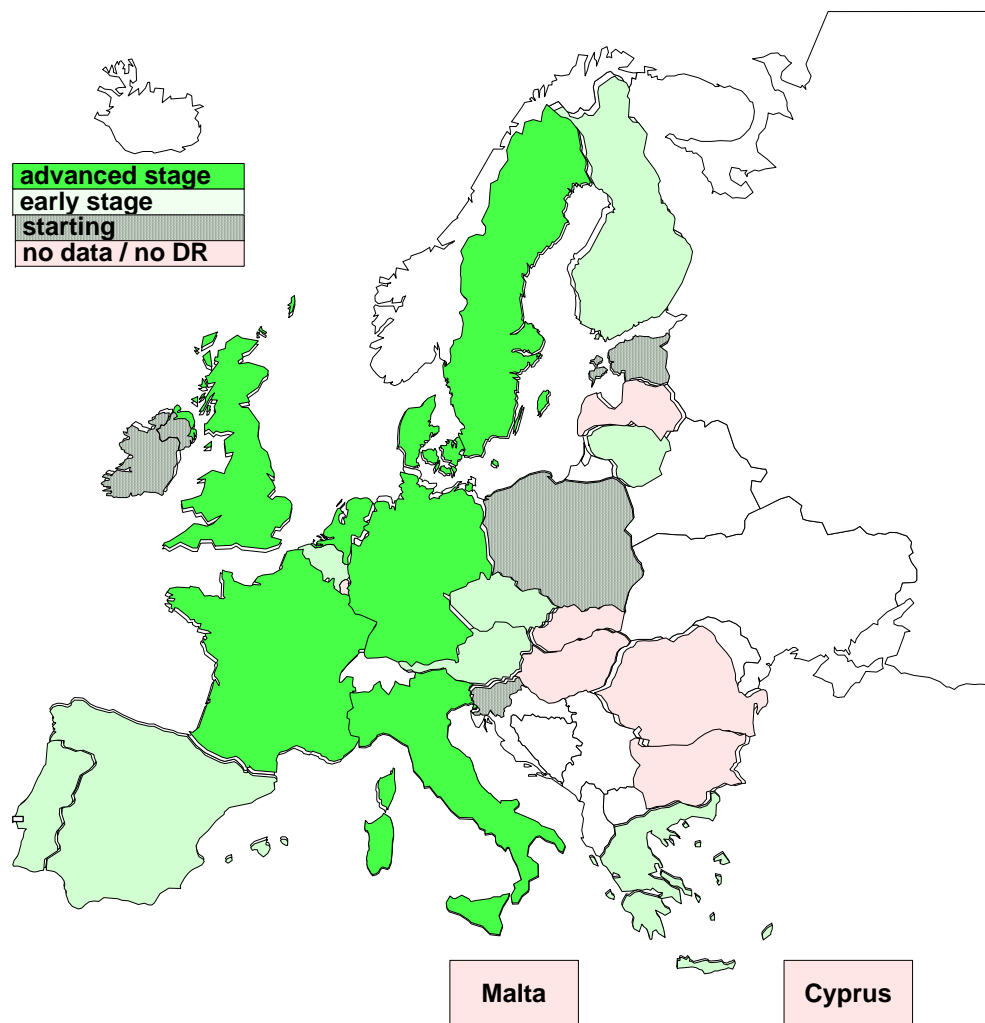 advanced stage
early stage
starting
no data / no DR
Malta
Cyprus